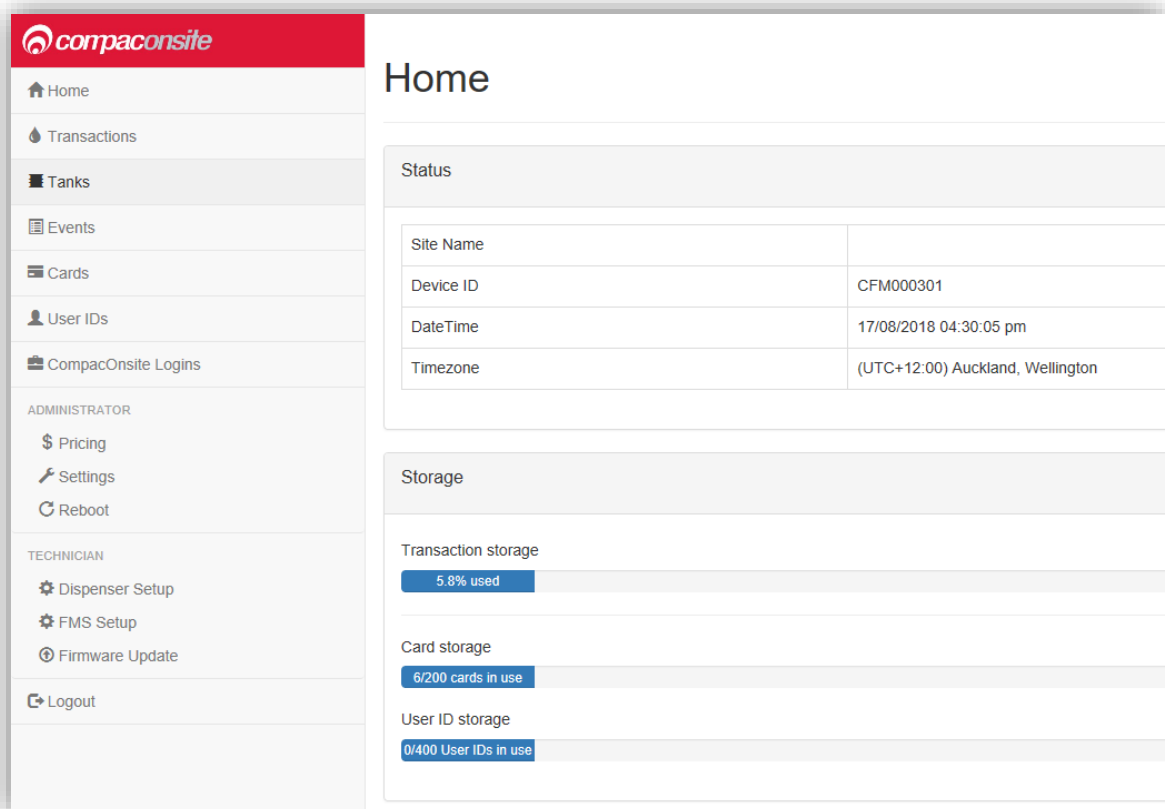 compaconsite
Home
Transactions
Tanks
Events
Cards
User IDs
CompacOnsite Logins
ADMINISTRATOR
Pricing
Settings
Reboot
TECHNICIAN
Dispenser Setup
FMS Setup
Firmware Update
Logout
Home
Status
Site Name
Device ID CFM000301
DateTime 17/08/2018 04:30:05 pm
Timezone (UTC+12:00) Auckland, Wellington
Storage
Transaction storage
5.8% used
Card storage
6/200 cards in use
User ID storage
0/400 User IDs in use